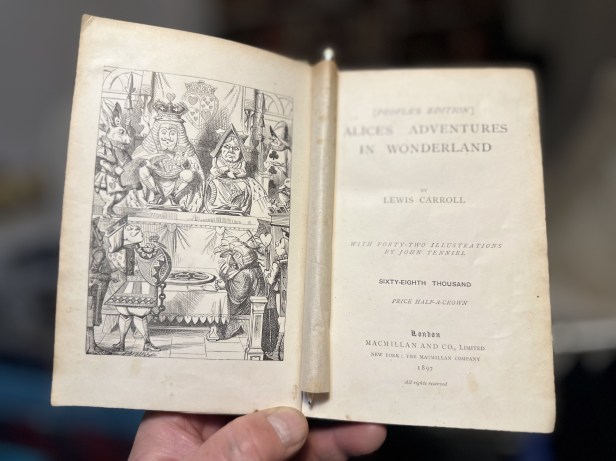 [PEOPLE'S EDITION]
ALICE'S ADVENTURES
IN WONDERLAND
BY
LEWIS CARROLL
WITH FORTY-TWO ILLUSTRATIONS
BY JOHN TENNIEL
SIXTY-EIGHTH THOUSAND
PRICE HALF-A-CROWN
London
MACMILLAN AND CO., LIMITED
NEW YORK: THE MACMILLAN COMPANY
1897
All rights reserved